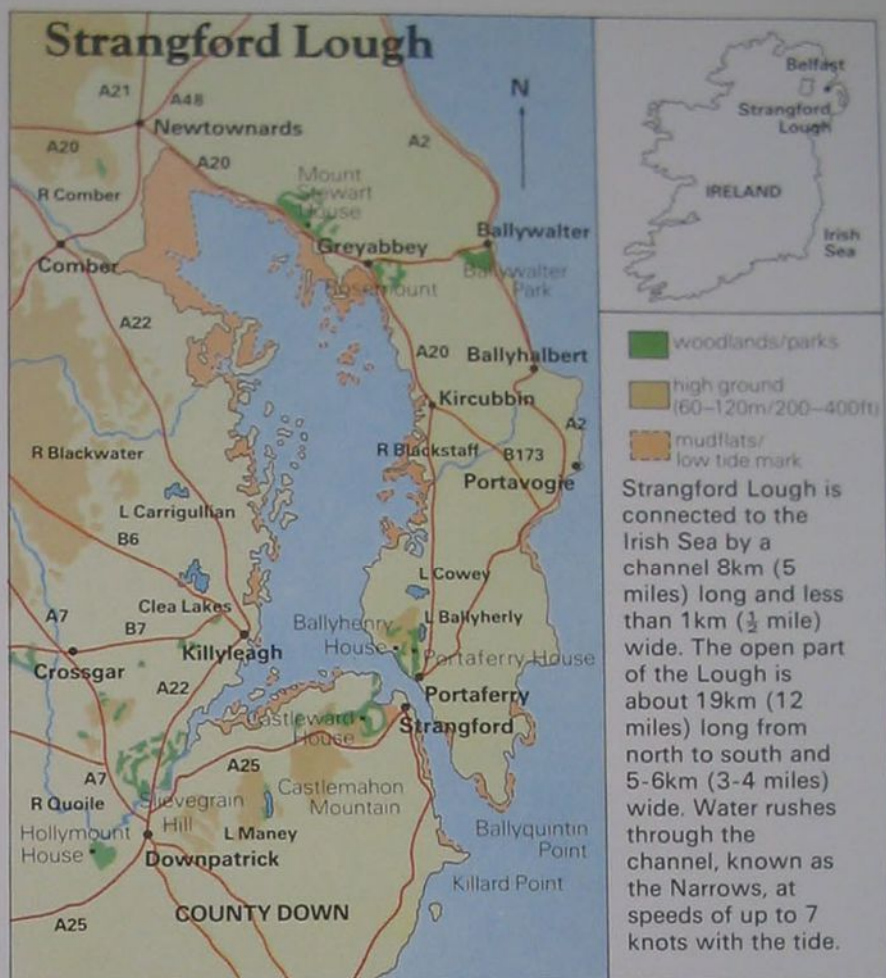 Strangford Lough
A21
A48
N
Newtownards
A2
A20
A20
R Comber
Mount
Stewart
House
Ballywalter
Greyabbey
Comber
Ballywalter
Park
Rosemount
A22
A20
Ballyhalbert
Kircubbin
A2
R Blackwater
R Blackstaff
B173
Portavogie
L Carrigullian
B6
L Cowey
Clea Lakes
A7
B7
Ballyhenry
House
L Ballyherly
Killyleagh
Portaferry House
Crossgar
A22
Portaferry
Castleward
House
Strangford
A25
A7
Castlemahon
Mountain
R Quoile
Slievegrain
Hill
L Maney
Hollymount
House
Ballyquintin
Point
Downpatrick
Killard Point
COUNTY DOWN
A25
Belfast
Strangford
Lough
IRELAND
Irish
Sea
woodlands/parks
high ground
(60–120m/200–400ft)
mudflats/
low tide mark
Strangford Lough is
connected to the
Irish Sea by a
channel 8km (5
miles) long and less
than 1km (½ mile)
wide. The open part
of the Lough is
about 19km (12
miles) long from
north to south and
5-6km (3-4 miles)
wide. Water rushes
through the
channel, known as
the Narrows, at
speeds of up to 7
knots with the tide.